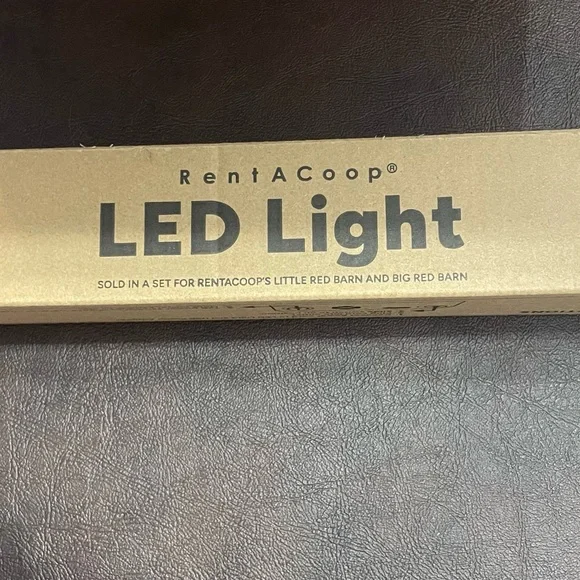 RentACoop®
LED Light
SOLD IN A SET FOR RENTACOOP'S LITTLE RED BARN AND BIG RED BARN